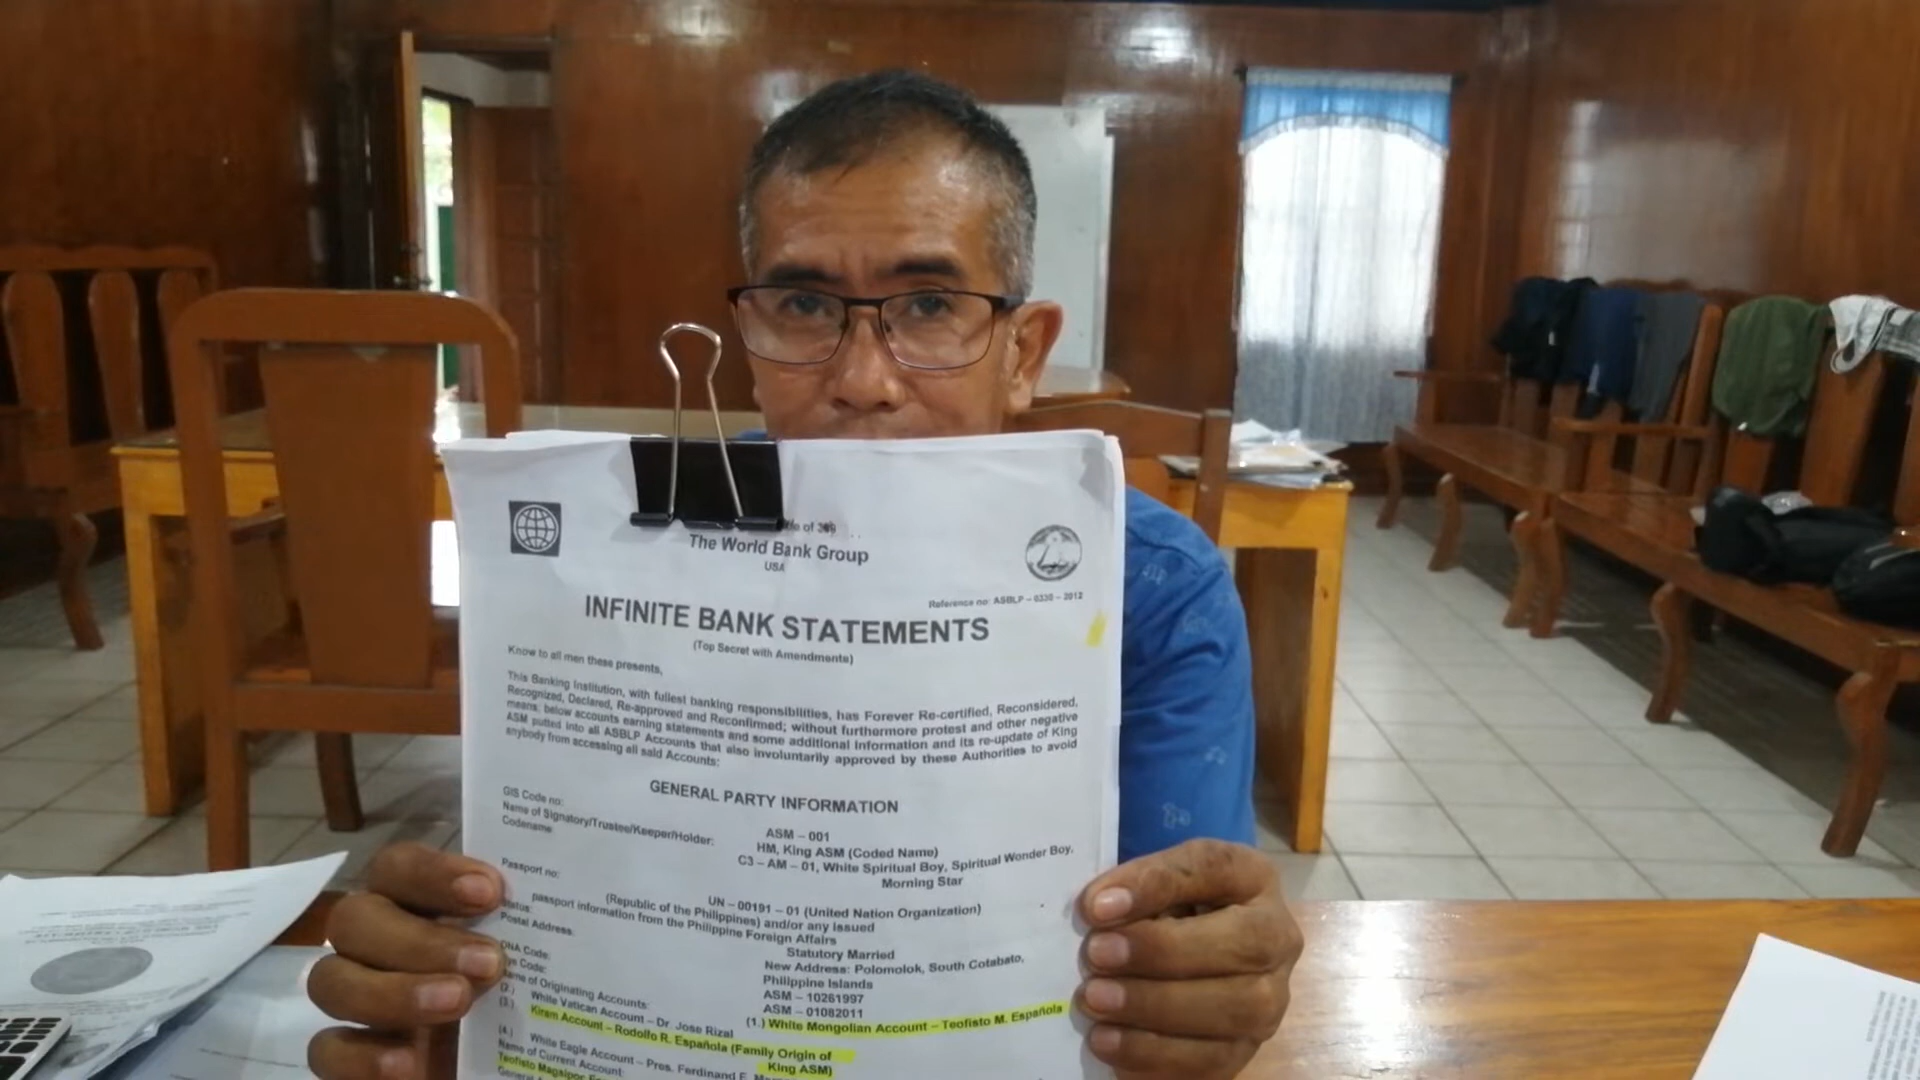 of 399
The World Bank Group
USA
Reference no: ASBLP – 0330 – 2012
INFINITE BANK STATEMENTS
(Top Secret with Amendments)
Know to all men these presents,
This Banking Institution, with fullest banking responsibilities, has Forever Re-certified, Reconsidered,
Recognized, Declared, Re-approved and Reconfirmed; without furthermore protest and other negative
means, below accounts earning statements and some additional Information and its re-update of King
ASM putted into all ASBLP Accounts that also involuntarily approved by these Authorities to avoid
anybody from accessing all said Accounts:
GENERAL PARTY INFORMATION
GIS Code no: ASM – 001
Name of Signatory/Trustee/Keeper/Holder: HM, King ASM (Coded Name)
Codename C3 – AM – 01, White Spiritual Boy, Spiritual Wonder Boy,
Morning Star
Passport no: UN – 00191 – 01 (United Nation Organization)
(Republic of the Philippines) and/or any issued
passport information from the Philippine Foreign Affairs
Status: Statutory Married
Postal Address: New Address: Polomolok, South Cotabato,
Philippine Islands
DNA Code: ASM – 10261997
Code: ASM – 01082011
Name of Originating Accounts: (1.) White Mongolian Account – Teofisto M. Española
(2.) White Vatican Account – Dr. Jose Rizal
(3.) Kiram Account – Rodolfo R. Española (Family Origin of
King ASM)
(4.) White Eagle Account – Pres. Ferdinand E.
Name of Current Account:
Teofisto Magsipor